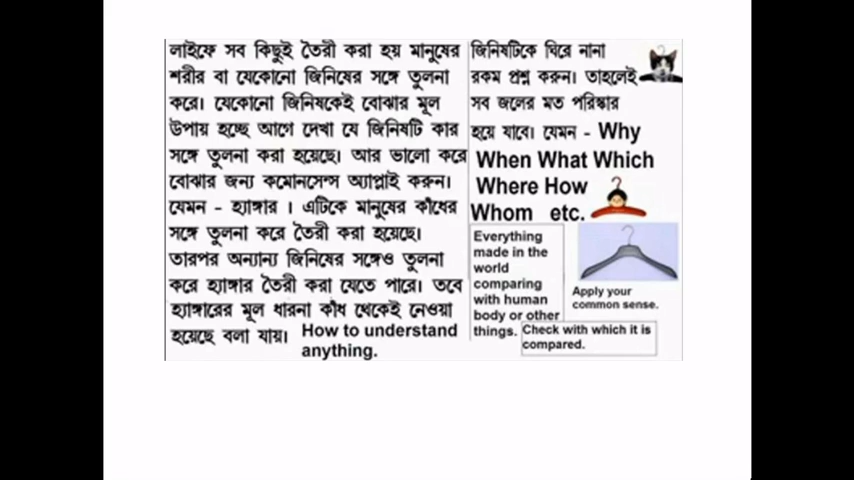 লাইফে সব কিছুই তৈরী করা হয় মানুষের
শরীর বা যেকোনো জিনিষের সঙ্গে তুলনা
করে। যেকোনো জিনিষকেই বোঝার মূল
উপায় হচ্ছে আগে দেখা যে জিনিষটি কার
সঙ্গে তুলনা করা হয়েছে। আর ভালো করে
বোঝার জন্য কমোনসেন্স অ্যাপ্লাই করুন।
যেমন - হ্যাঙ্গার । এটিকে মানুষের কাঁধের
সঙ্গে তুলনা করে তৈরী করা হয়েছে।
তারপর অন্যান্য জিনিষের সঙ্গেও তুলনা
করে হ্যাঙ্গার তৈরী করা যেতে পারে। তবে
হ্যাঙ্গারের মূল ধারনা কাঁধ থেকেই নেওয়া
হয়েছে বলা যায়।
How to understand
anything.
জিনিষটিকে ঘিরে নানা
রকম প্রশ্ন করুন। তাহলেই
সব জলের মত পরিস্কার
হয়ে যাবে। যেমন - Why
When What Which
Where How
Whom etc.
Everything
made in the
world
comparing
with human
body or other
things.
Apply your
common sense.
Check with which it is
compared.